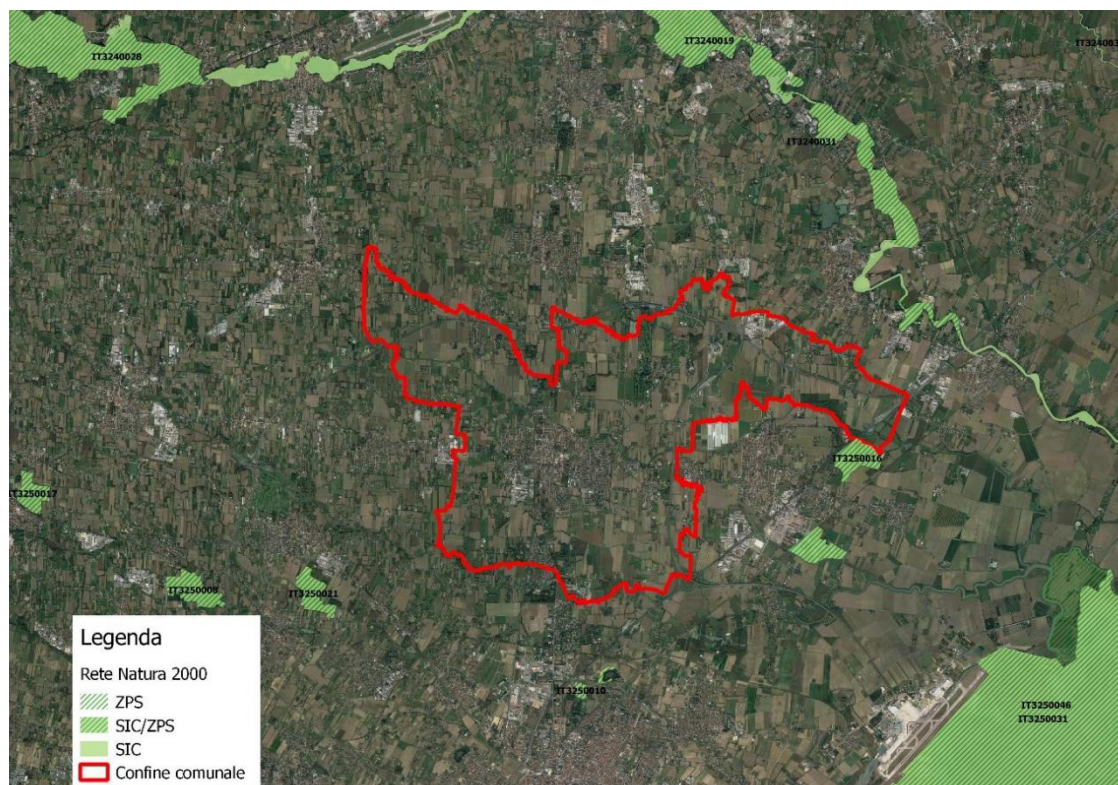 IT3240028
IT3240019
IT324003
IT3240031
IT3250016
IT3250017
IT3250008
IT3250021
IT3250010
IT3250046
IT3250031
Legenda
Rete Natura 2000
ZPS
SIC/ZPS
SIC
Confine comunale